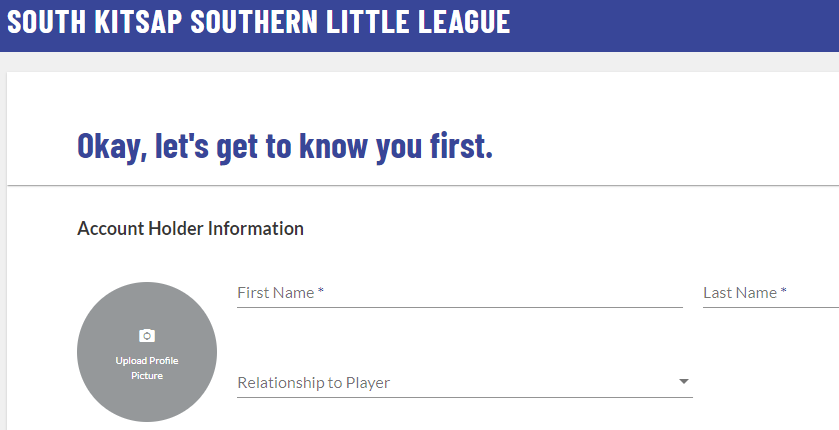 SOUTH KITSAP SOUTHERN LITTLE LEAGUE
Okay, let's get to know you first.
Account Holder Information
First Name *
Last Name *
Upload Profile
Picture
Relationship to Player